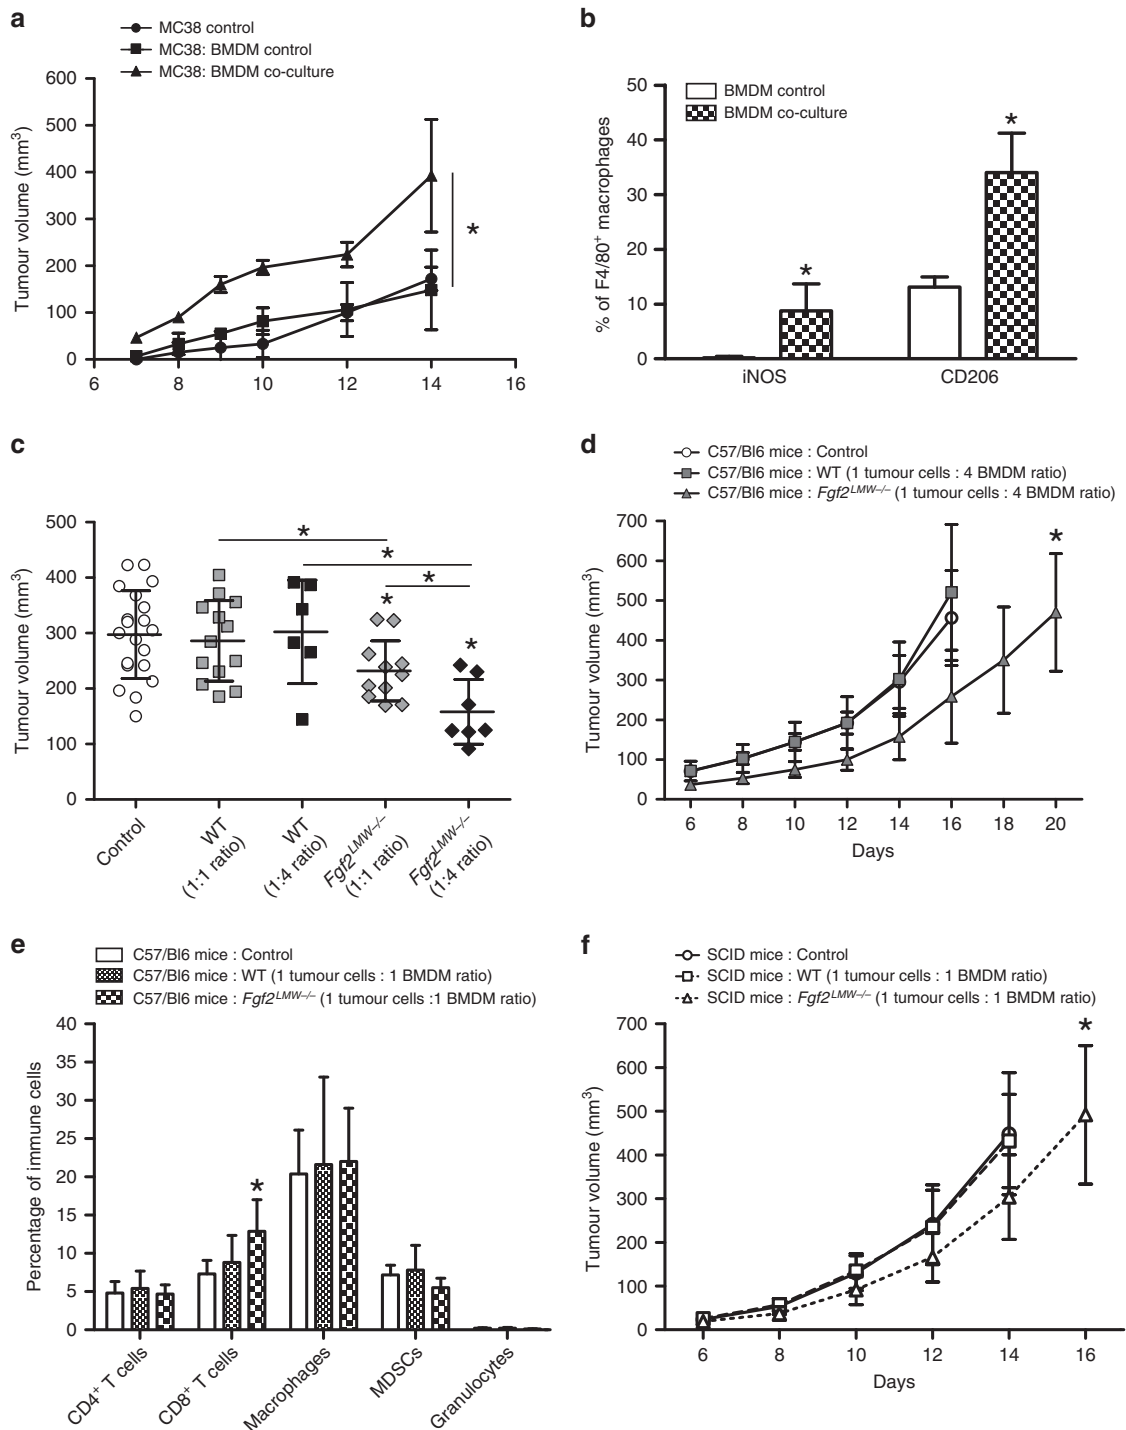 a
MC38 control
MC38: BMDM control
MC38: BMDM co-culture
Tumour volume (mm³)
600
500
400
300
200
100
0
6 8 10 12 14 16
*
b
BMDM control
BMDM co-culture
% of F4/80⁺ macrophages
50
40
30
20
10
0
* *
iNOS CD206
c
Tumour volume (mm³)
500
400
300
200
100
0
*
*
*
*
*
Control
WT
(1:1 ratio)
WT
(1:4 ratio)
Fgf2ᴸᴹᵂ⁻/⁻
(1:1 ratio)
Fgf2ᴸᴹᵂ⁻/⁻
(1:4 ratio)
d
C57/Bl6 mice : Control
C57/Bl6 mice : WT (1 tumour cells : 4 BMDM ratio)
C57/Bl6 mice : Fgf2ᴸᴹᵂ⁻/⁻ (1 tumour cells : 4 BMDM ratio)
Tumour volume (mm³)
700
600
500
400
300
200
100
0
*
6 8 10 12 14 16 18 20
Days
e
C57/Bl6 mice : Control
C57/Bl6 mice : WT (1 tumour cells : 1 BMDM ratio)
C57/Bl6 mice : Fgf2ᴸᴹᵂ⁻/⁻ (1 tumour cells :1 BMDM ratio)
Percentage of immune cells
40
35
30
25
20
15
10
5
0
*
CD4⁺ T cells
CD8⁺ T cells
Macrophages
MDSCs
Granulocytes
f
SCID mice : Control
SCID mice : WT (1 tumour cells : 1 BMDM ratio)
SCID mice : Fgf2ᴸᴹᵂ⁻/⁻ (1 tumour cells : 1 BMDM ratio)
Tumour volume (mm³)
700
600
500
400
300
200
100
0
*
6 8 10 12 14 16
Days